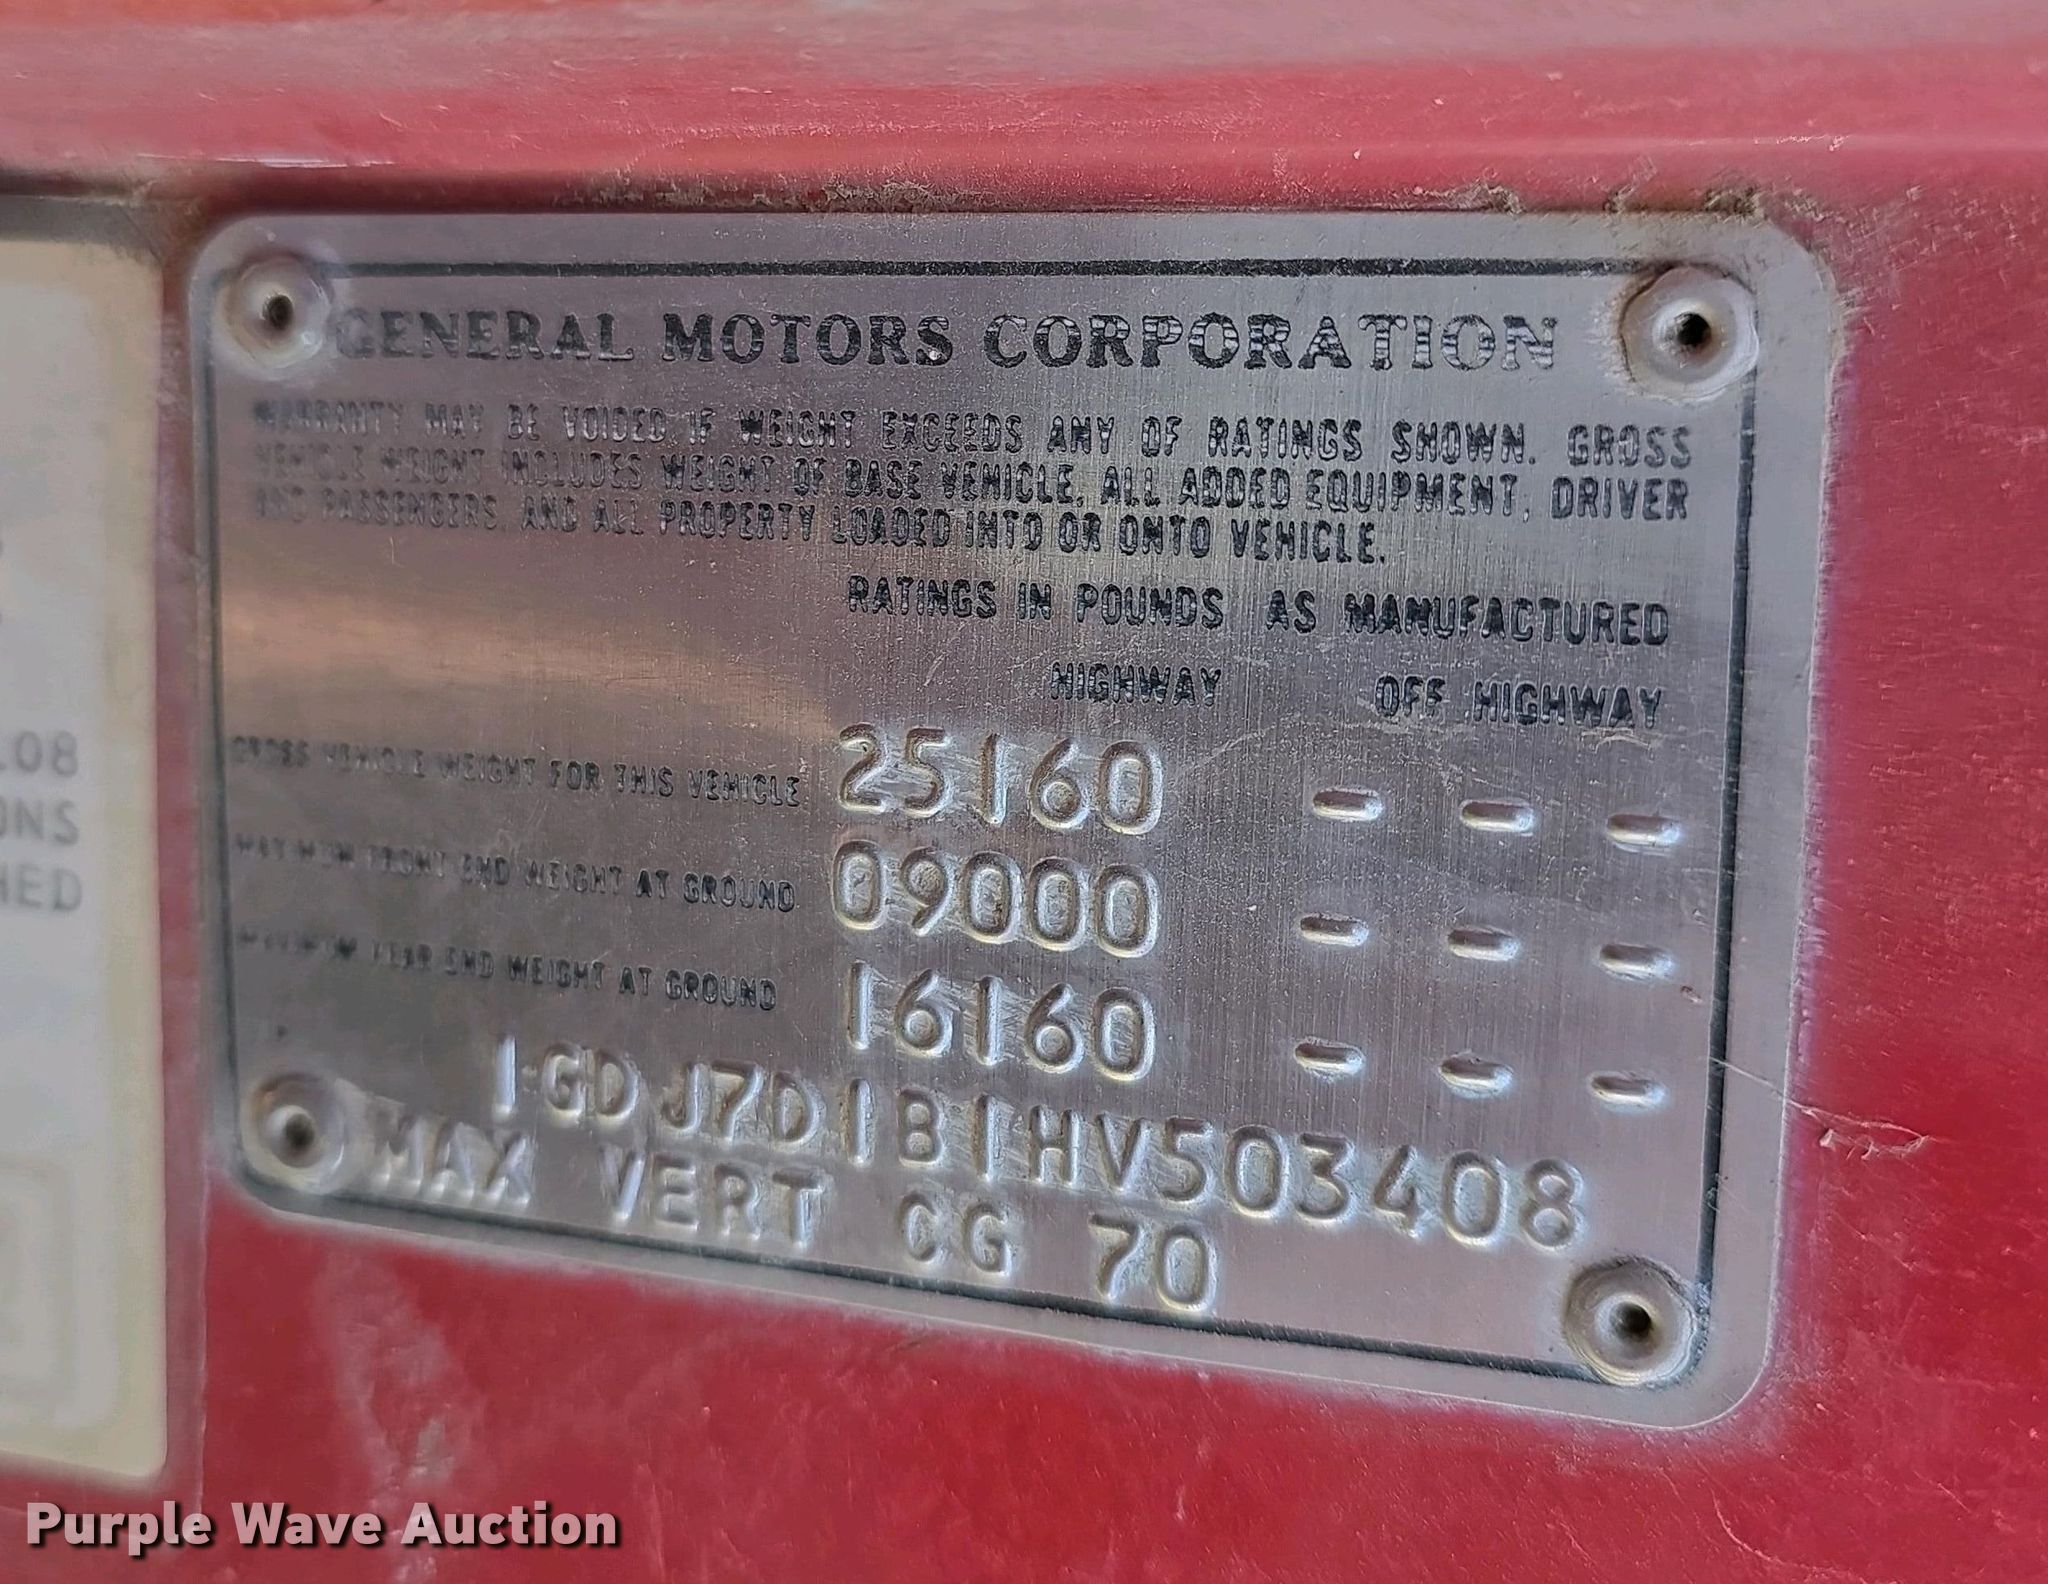 GENERAL MOTORS CORPORATION
WARRANTY MAY BE VOIDED IF WEIGHT EXCEEDS ANY OF RATINGS SHOWN. GROSS
VEHICLE WEIGHT INCLUDES WEIGHT OF BASE VEHICLE, ALL ADDED EQUIPMENT, DRIVER
AND PASSENGERS, AND ALL PROPERTY LOADED INTO OR ONTO VEHICLE.
RATINGS IN POUNDS AS MANUFACTURED
HIGHWAY OFF HIGHWAY
GROSS VEHICLE WEIGHT FOR THIS VEHICLE 25160 - - -
MAXIMUM FRONT END WEIGHT AT GROUND 09000 - - -
MAXIMUM REAR END WEIGHT AT GROUND 16160 - - -
1GDJ7D1B1HV503408
MAX VERT CG 70
.08
ONS
HED
Purple Wave Auction